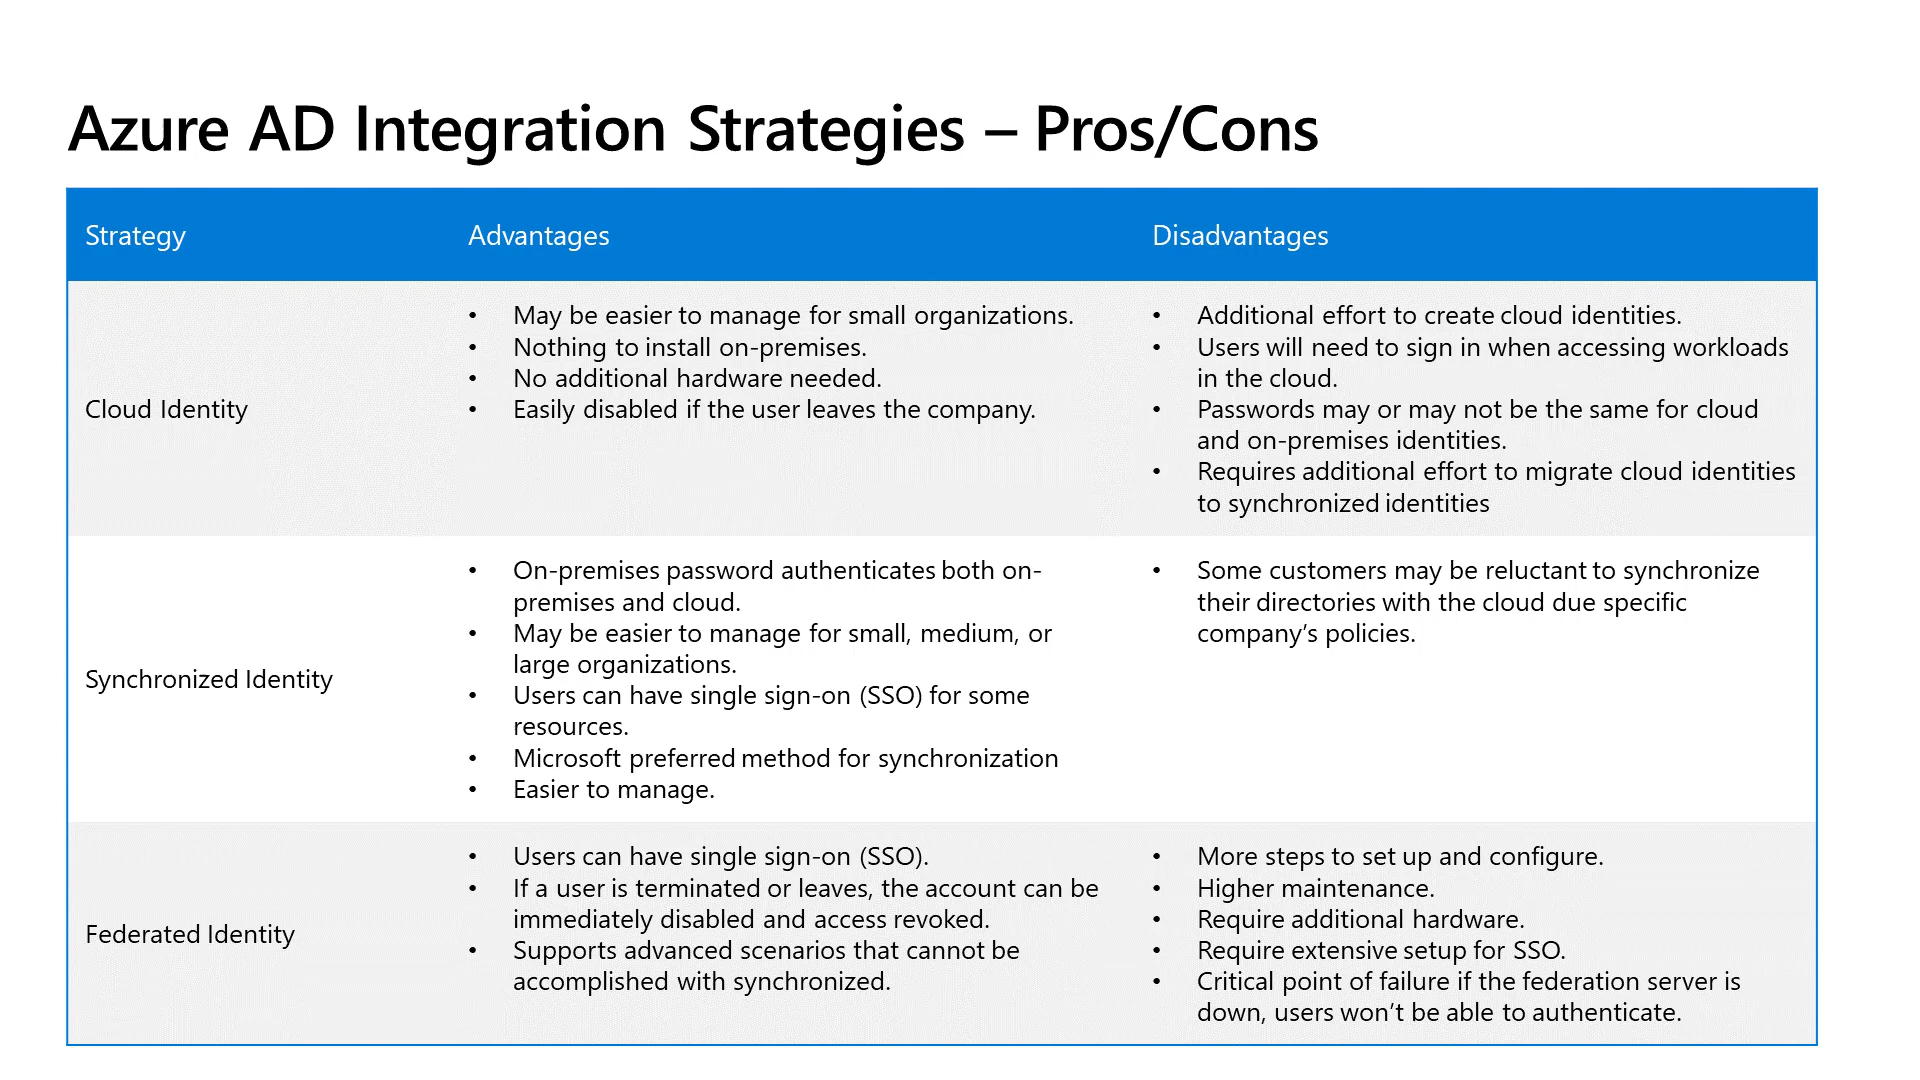 Azure AD Integration Strategies – Pros/Cons
Strategy
Advantages
Disadvantages
Cloud Identity
• May be easier to manage for small organizations.
• Nothing to install on-premises.
• No additional hardware needed.
• Easily disabled if the user leaves the company.
• Additional effort to create cloud identities.
• Users will need to sign in when accessing workloads
in the cloud.
• Passwords may or may not be the same for cloud
and on-premises identities.
• Requires additional effort to migrate cloud identities
to synchronized identities
Synchronized Identity
• On-premises password authenticates both on-
premises and cloud.
• May be easier to manage for small, medium, or
large organizations.
• Users can have single sign-on (SSO) for some
resources.
• Microsoft preferred method for synchronization
• Easier to manage.
• Some customers may be reluctant to synchronize
their directories with the cloud due specific
company’s policies.
Federated Identity
• Users can have single sign-on (SSO).
• If a user is terminated or leaves, the account can be
immediately disabled and access revoked.
• Supports advanced scenarios that cannot be
accomplished with synchronized.
• More steps to set up and configure.
• Higher maintenance.
• Require additional hardware.
• Require extensive setup for SSO.
• Critical point of failure if the federation server is
down, users won’t be able to authenticate.